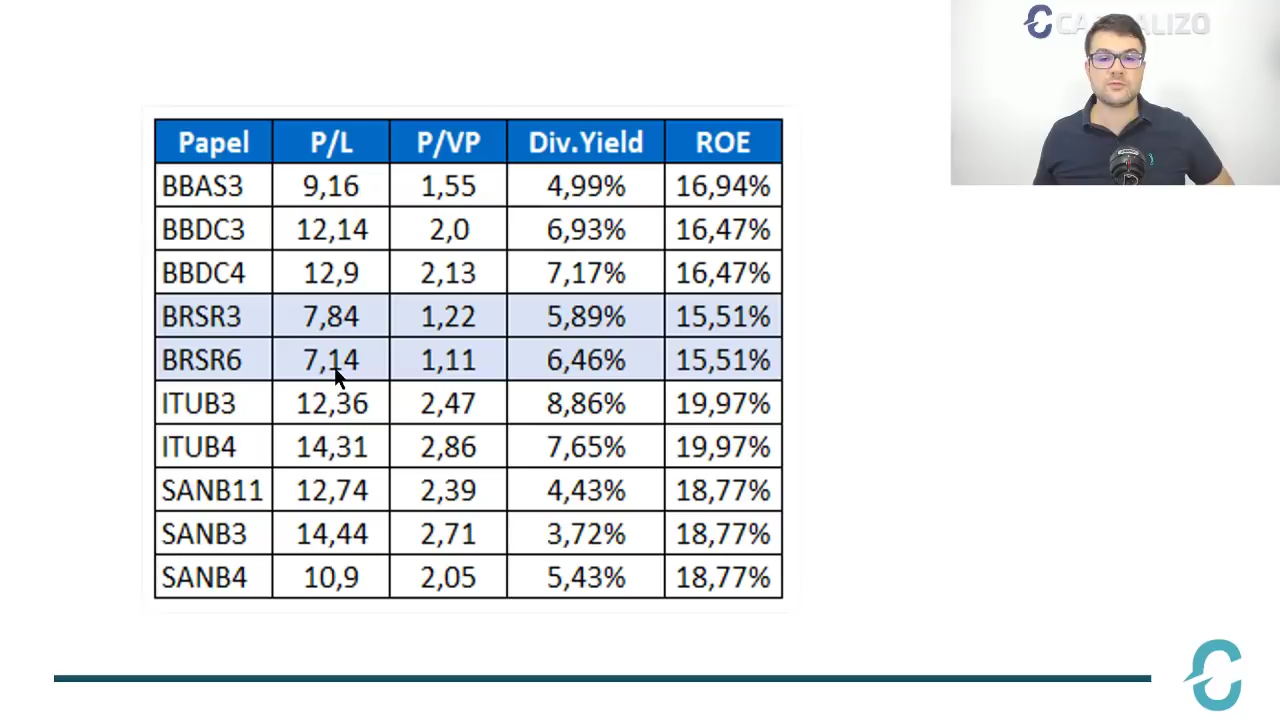 CAPITALIZO
Papel P/L P/VP Div.Yield ROE
BBAS3 9,16 1,55 4,99% 16,94%
BBDC3 12,14 2,0 6,93% 16,47%
BBDC4 12,9 2,13 7,17% 16,47%
BRSR3 7,84 1,22 5,89% 15,51%
BRSR6 7,14 1,11 6,46% 15,51%
ITUB3 12,36 2,47 8,86% 19,97%
ITUB4 14,31 2,86 7,65% 19,97%
SANB11 12,74 2,39 4,43% 18,77%
SANB3 14,44 2,71 3,72% 18,77%
SANB4 10,9 2,05 5,43% 18,77%